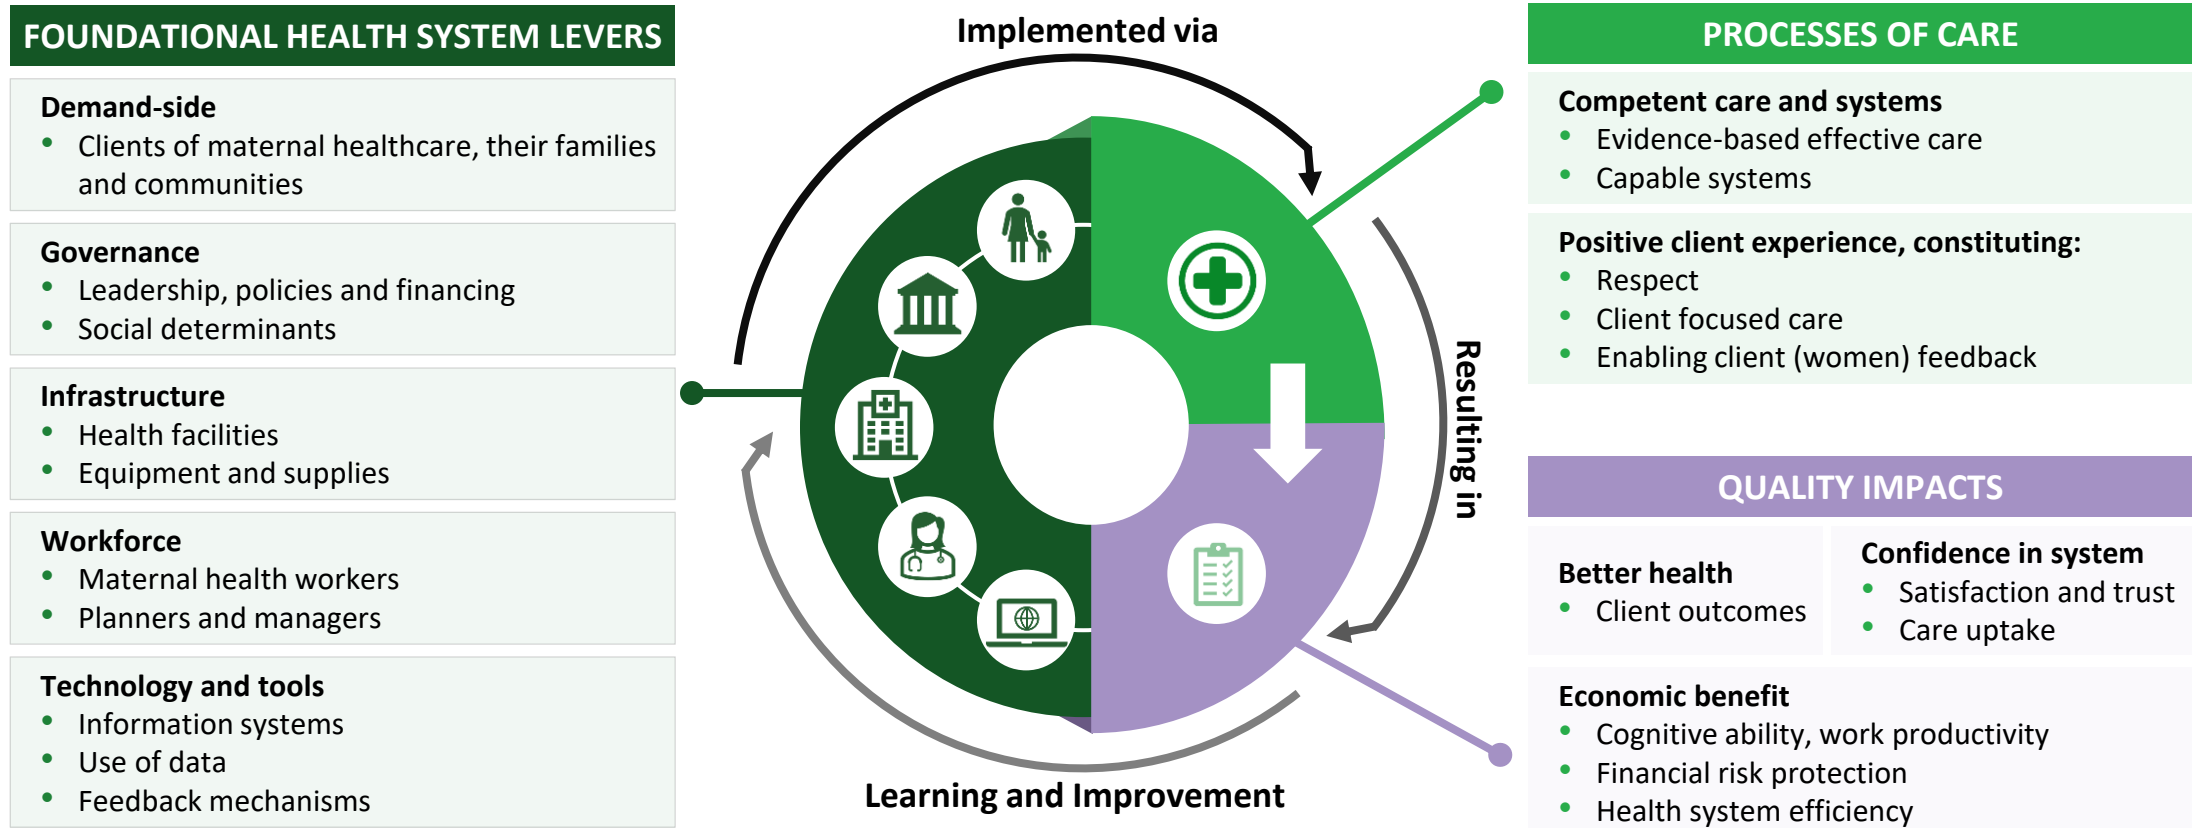 FOUNDATIONAL HEALTH SYSTEM LEVERS
Demand-side
• Clients of maternal healthcare, their families
and communities
Governance
• Leadership, policies and financing
• Social determinants
Infrastructure
• Health facilities
• Equipment and supplies
Workforce
• Maternal health workers
• Planners and managers
Technology and tools
• Information systems
• Use of data
• Feedback mechanisms
Implemented via
Resulting in
Learning and Improvement
PROCESSES OF CARE
Competent care and systems
• Evidence-based effective care
• Capable systems
Positive client experience, constituting:
• Respect
• Client focused care
• Enabling client (women) feedback
QUALITY IMPACTS
Better health
• Client outcomes
Confidence in system
• Satisfaction and trust
• Care uptake
Economic benefit
• Cognitive ability, work productivity
• Financial risk protection
• Health system efficiency